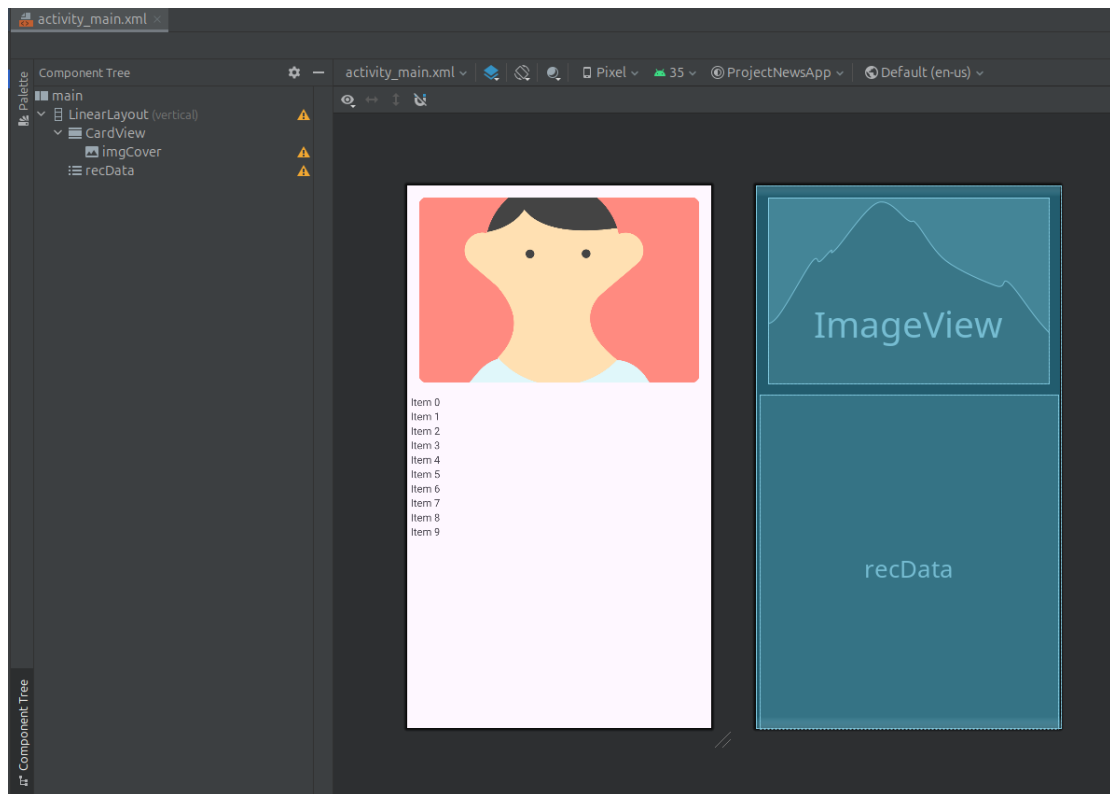 activity_main.xml
Palette
Component Tree
activity_main.xml
Pixel
35
ProjectNewsApp
Default (en-us)
main
LinearLayout (vertical)
CardView
imgCover
recData
Item 0
Item 1
Item 2
Item 3
Item 4
Item 5
Item 6
Item 7
Item 8
Item 9
ImageView
recData
Component Tree